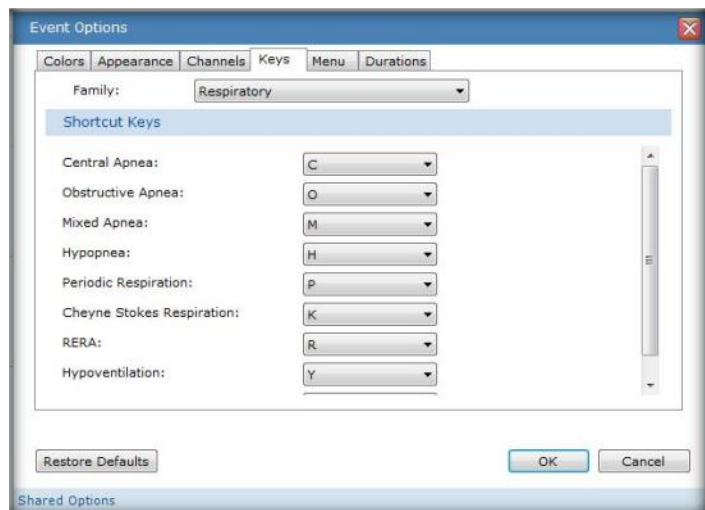 Event Options
Colors Appearance Channels Keys Menu Durations
Family: Respiratory
Shortcut Keys
Central Apnea: C
Obstructive Apnea: O
Mixed Apnea: M
Hypopnea: H
Periodic Respiration: P
Cheyne Stokes Respiration: K
RERA: R
Hypoventilation: Y
Restore Defaults OK Cancel
Shared Options